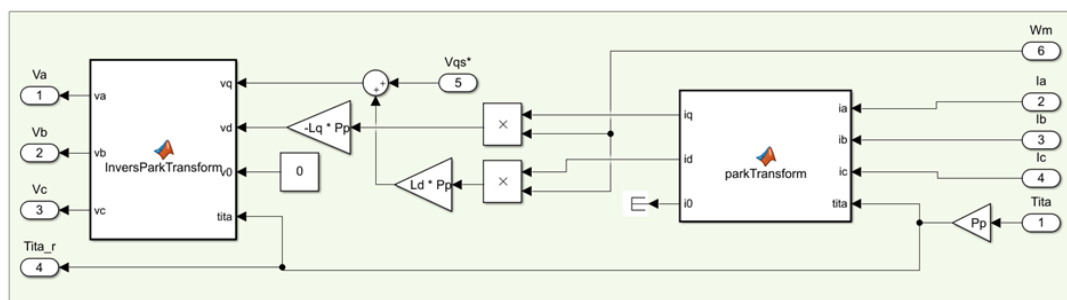 Va
1
Vb
2
Vc
3
Tita_r
4
va
vb
vc
InversParkTransform
vq
vd
v0
tita
-Lq * Pp
0
Ld * Pp
+
+
Vqs*
5
×
×
iq
id
i0
parkTransform
ia
ib
ic
tita
Pp
Wm
6
Ia
2
Ib
3
Ic
4
Tita
1